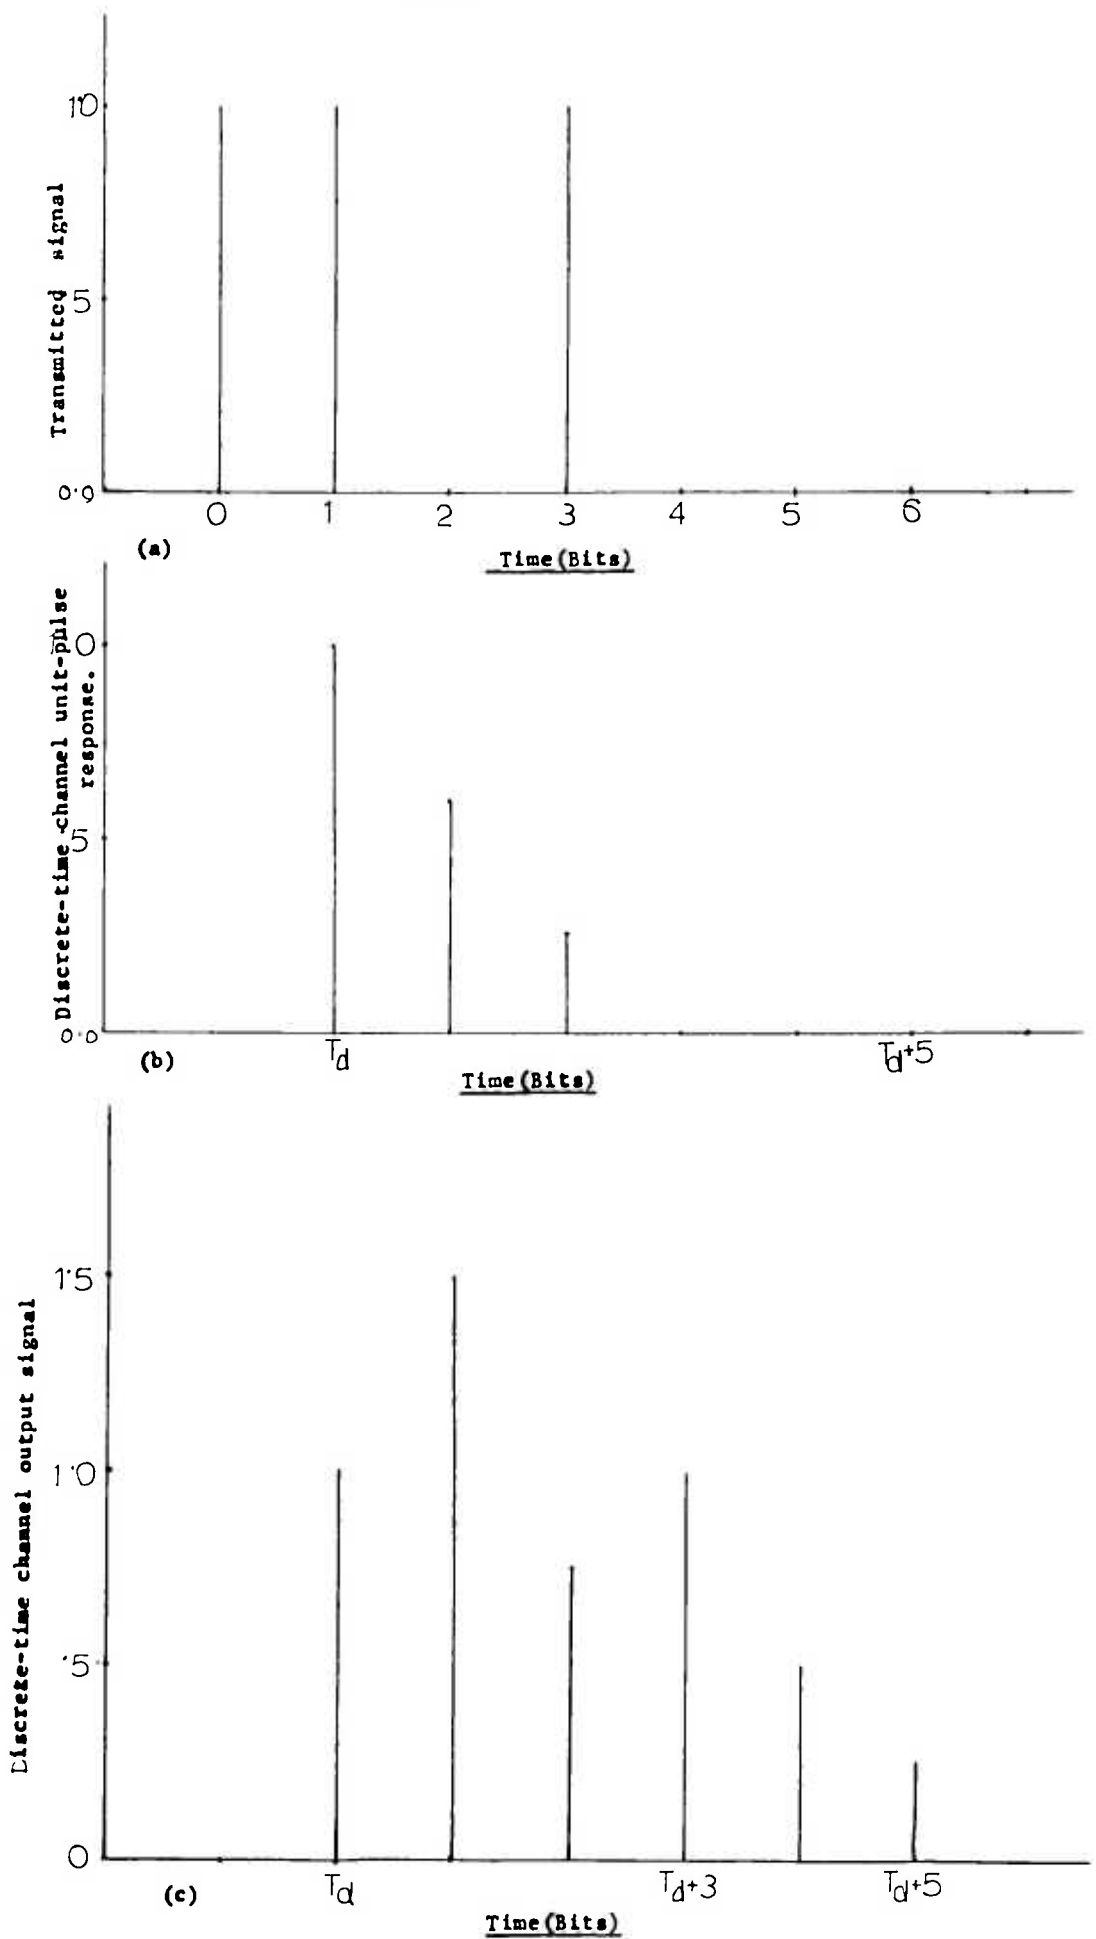 1·0
Transmitted signal
·5
0·0
0 1 2 3 4 5 6
(a)
Time(Bits)
Discrete-time channel unit-pulse
response.
1·0
·5
0·0
Td Td+5
(b)
Time(Bits)
Discrete-time channel output signal
1·5
1·0
·5
0
Td Td+3 Td+5
(c)
Time(Bits)